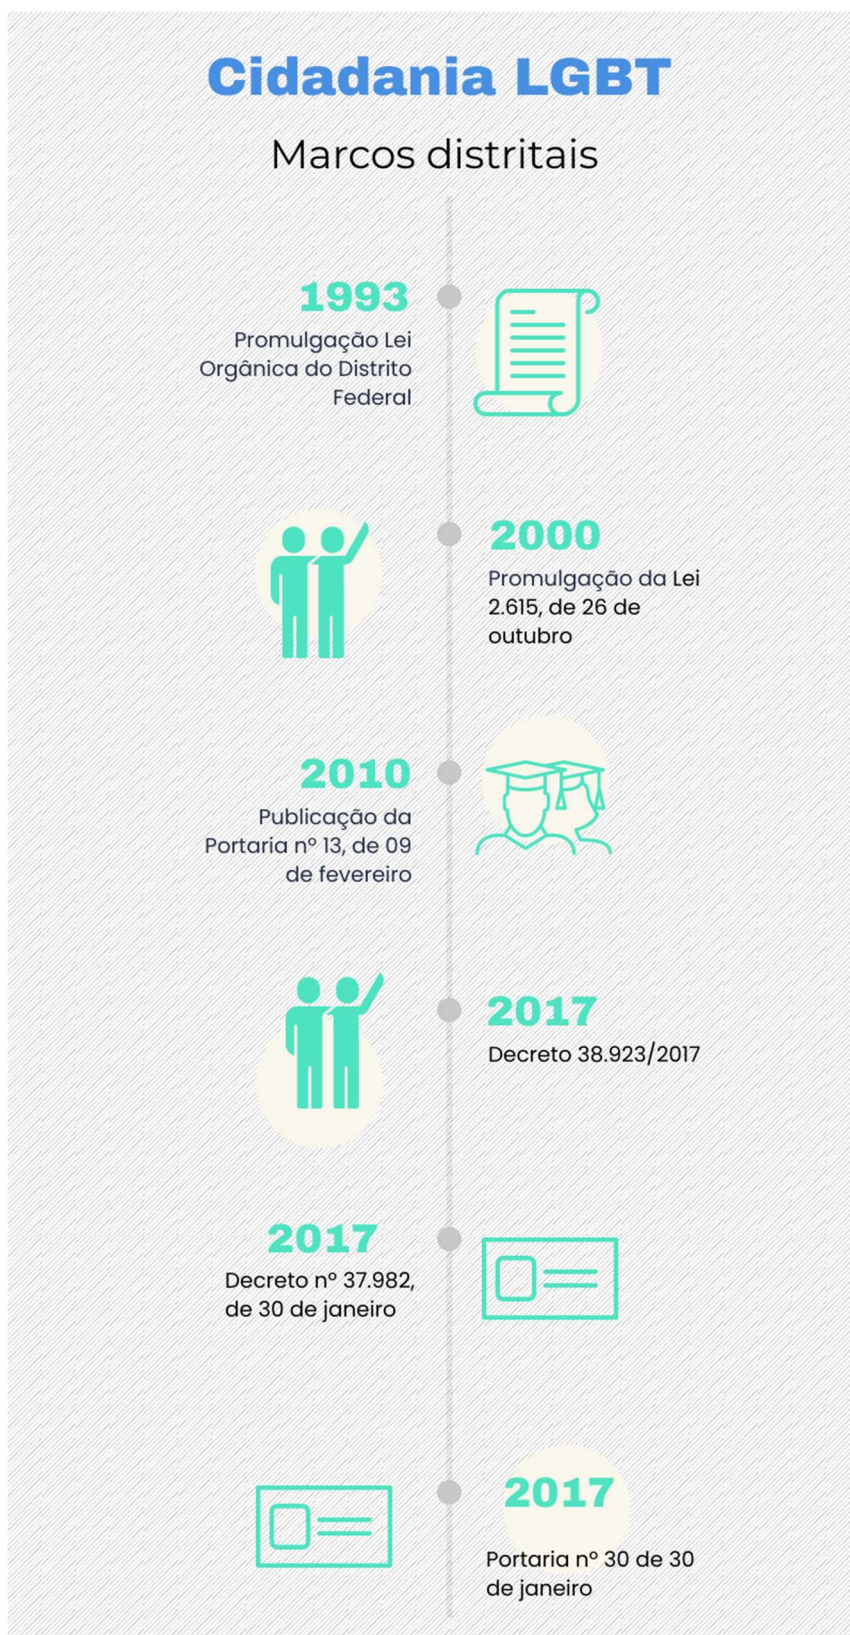 Cidadania LGBT
Marcos distritais
1993
Promulgação Lei
Orgânica do Distrito
Federal
2000
Promulgação da Lei
2.615, de 26 de
outubro
2010
Publicação da
Portaria nº 13, de 09
de fevereiro
2017
Decreto 38.923/2017
2017
Decreto nº 37.982,
de 30 de janeiro
2017
Portaria nº 30 de 30
de janeiro